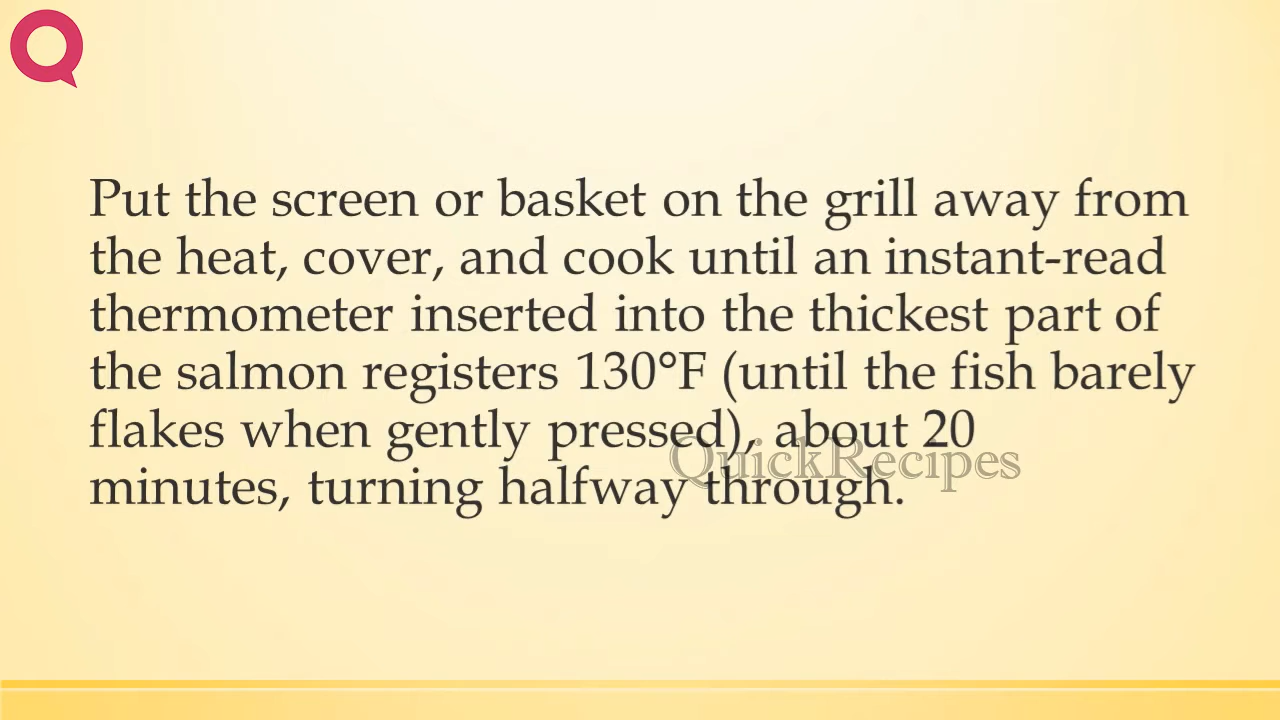 Put the screen or basket on the grill away from
the heat, cover, and cook until an instant-read
thermometer inserted into the thickest part of
the salmon registers 130°F (until the fish barely
flakes when gently pressed), about 20
QuickRecipes
minutes, turning halfway through.